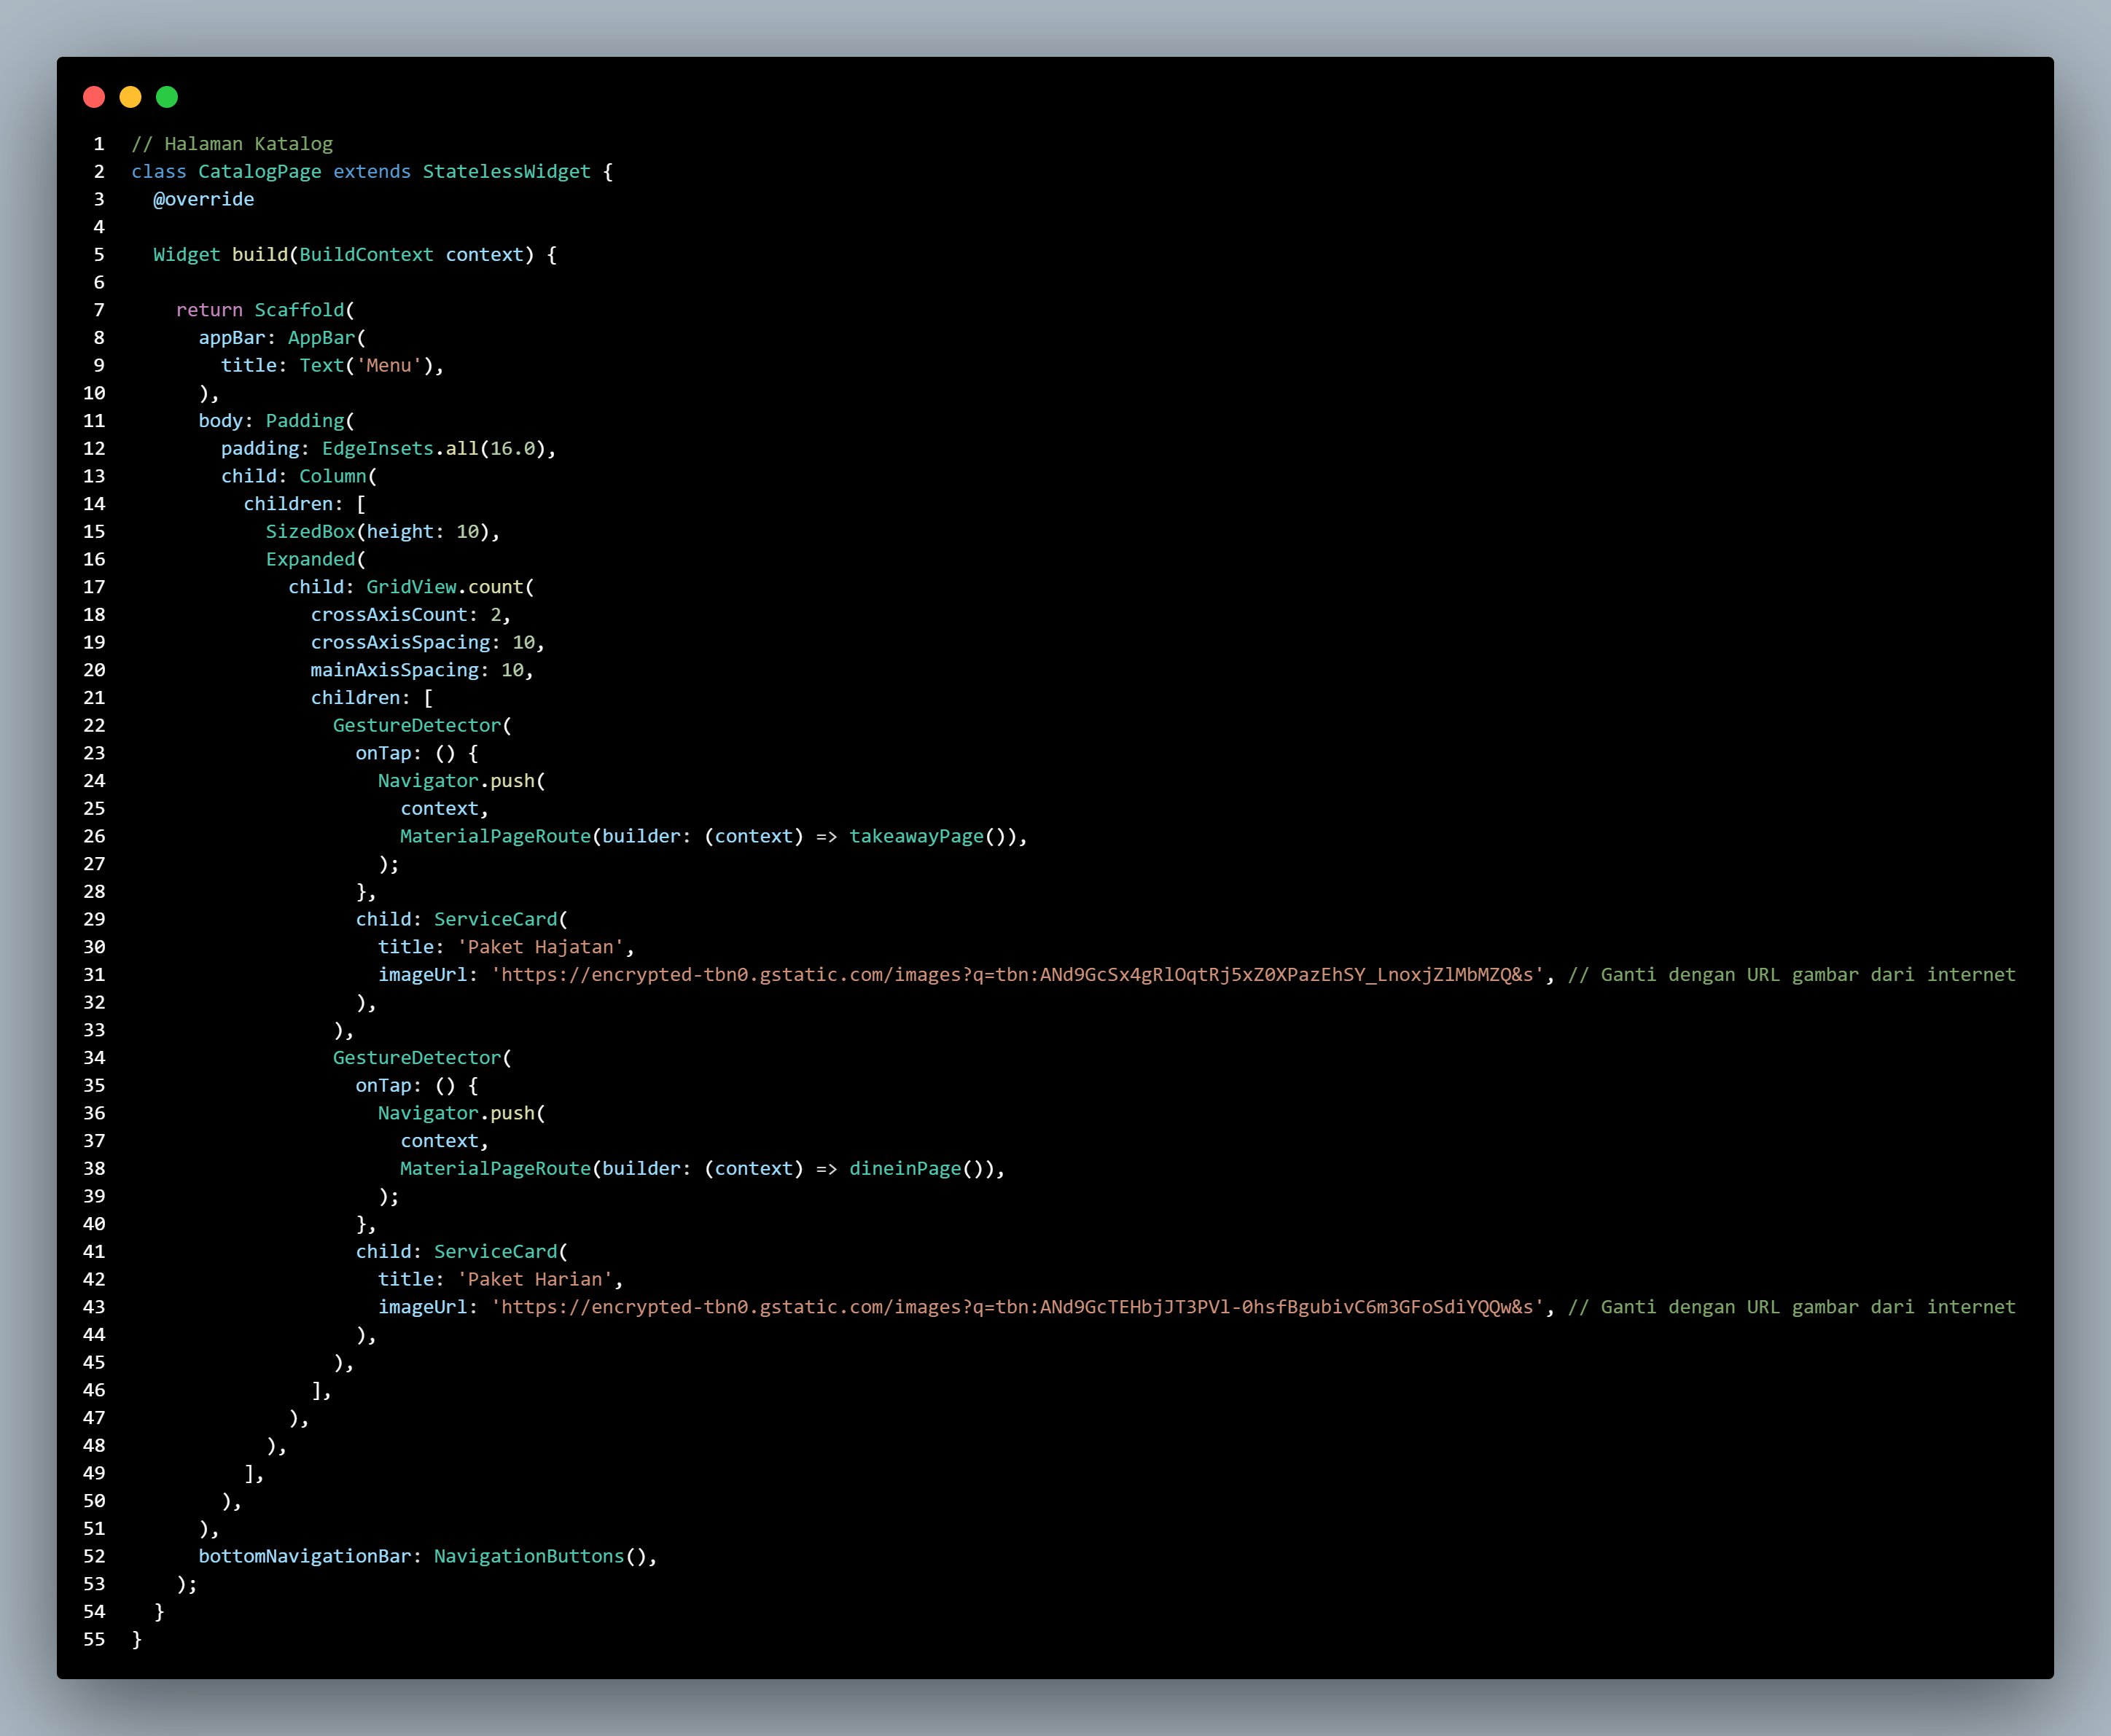 1 // Halaman Katalog
2 class CatalogPage extends StatelessWidget {
3   @override
4
5   Widget build(BuildContext context) {
6
7     return Scaffold(
8       appBar: AppBar(
9         title: Text('Menu'),
10       ),
11       body: Padding(
12         padding: EdgeInsets.all(16.0),
13         child: Column(
14           children: [
15             SizedBox(height: 10),
16             Expanded(
17               child: GridView.count(
18                 crossAxisCount: 2,
19                 crossAxisSpacing: 10,
20                 mainAxisSpacing: 10,
21                 children: [
22                   GestureDetector(
23                     onTap: () {
24                       Navigator.push(
25                         context,
26                         MaterialPageRoute(builder: (context) => takeawayPage()),
27                       );
28                     },
29                     child: ServiceCard(
30                       title: 'Paket Hajatan',
31                       imageUrl: 'https://encrypted-tbn0.gstatic.com/images?q=tbn:ANd9GcSx4gRlOqtRj5xZ0XPazEhSY_LnoxjZlMbMZQ&s', // Ganti dengan URL gambar dari internet
32                     ),
33                   ),
34                   GestureDetector(
35                     onTap: () {
36                       Navigator.push(
37                         context,
38                         MaterialPageRoute(builder: (context) => dineinPage()),
39                       );
40                     },
41                     child: ServiceCard(
42                       title: 'Paket Harian',
43                       imageUrl: 'https://encrypted-tbn0.gstatic.com/images?q=tbn:ANd9GcTEHbjJT3PVl-0hsfBgubivC6m3GFoSdiYQQw&s', // Ganti dengan URL gambar dari internet
44                     ),
45                   ),
46                 ],
47               ),
48             ),
49           ],
50         ),
51       ),
52       bottomNavigationBar: NavigationButtons(),
53     );
54   }
55 }